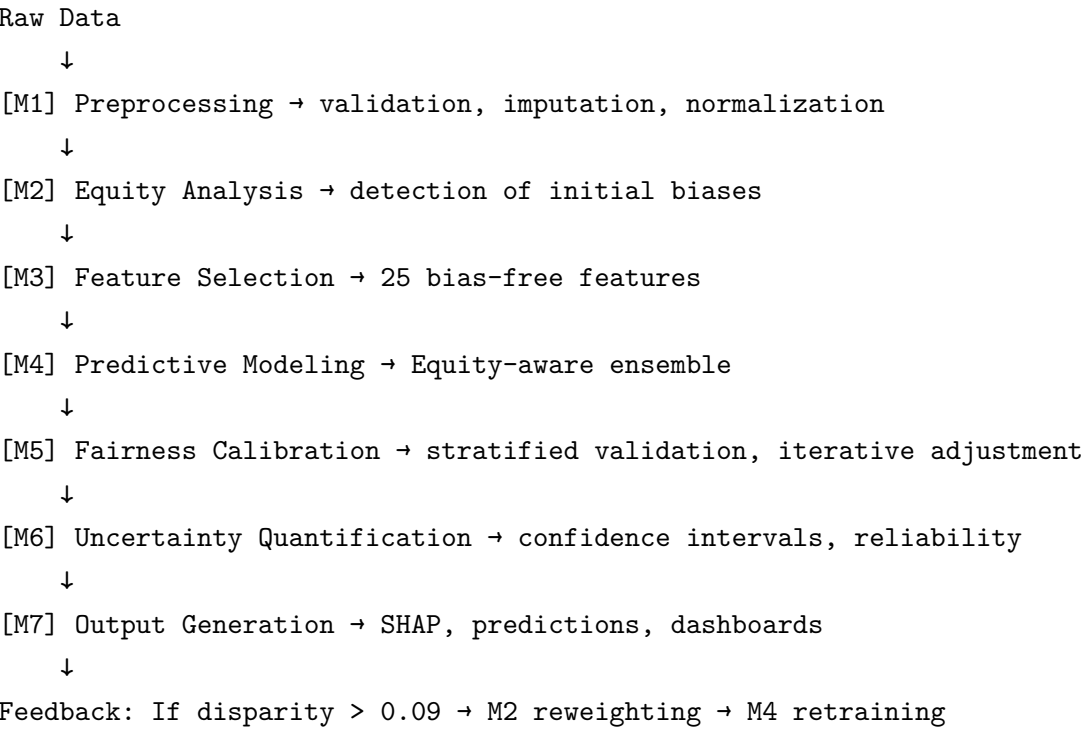 Raw Data
↓
[M1] Preprocessing → validation, imputation, normalization
↓
[M2] Equity Analysis → detection of initial biases
↓
[M3] Feature Selection → 25 bias-free features
↓
[M4] Predictive Modeling → Equity-aware ensemble
↓
[M5] Fairness Calibration → stratified validation, iterative adjustment
↓
[M6] Uncertainty Quantification → confidence intervals, reliability
↓
[M7] Output Generation → SHAP, predictions, dashboards
↓
Feedback: If disparity > 0.09 → M2 reweighting → M4 retraining